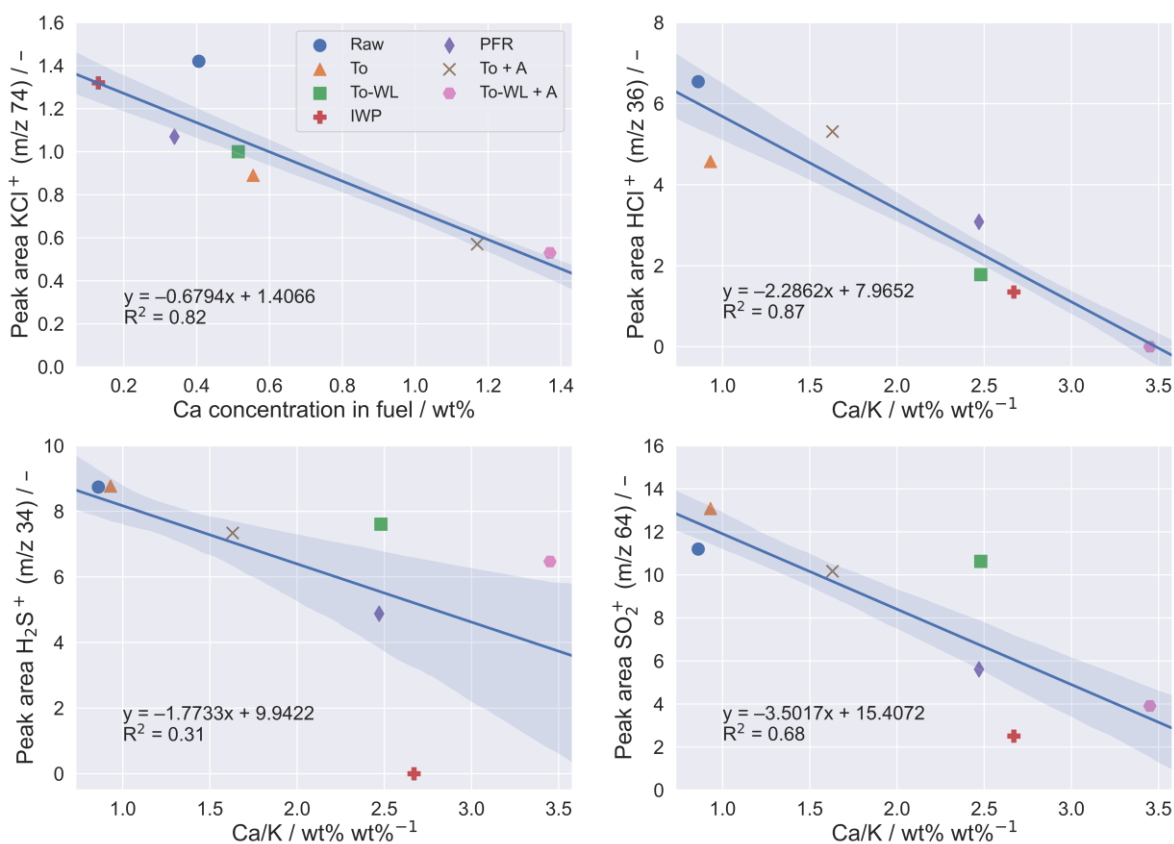 Peak area KCl⁺ (m/z 74) / –
1.6
1.4
1.2
1.0
0.8
0.6
0.4
0.2
0.0
Raw
To
To-WL
IWP
PFR
To + A
To-WL + A
y = –0.6794x + 1.4066
R² = 0.82
0.2 0.4 0.6 0.8 1.0 1.2 1.4
Ca concentration in fuel / wt%
Peak area HCl⁺ (m/z 36) / –
8
6
4
2
0
y = –2.2862x + 7.9652
R² = 0.87
1.0 1.5 2.0 2.5 3.0 3.5
Ca/K / wt% wt%⁻¹
Peak area H₂S⁺ (m/z 34) / –
10
8
6
4
2
0
y = –1.7733x + 9.9422
R² = 0.31
1.0 1.5 2.0 2.5 3.0 3.5
Ca/K / wt% wt%⁻¹
Peak area SO₂⁺ (m/z 64) / –
16
14
12
10
8
6
4
2
0
y = –3.5017x + 15.4072
R² = 0.68
1.0 1.5 2.0 2.5 3.0 3.5
Ca/K / wt% wt%⁻¹